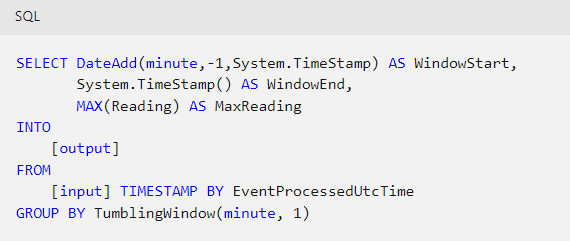 SQL
SELECT DateAdd(minute,-1,System.TimeStamp) AS WindowStart,
System.TimeStamp() AS WindowEnd,
MAX(Reading) AS MaxReading
INTO
[output]
FROM
[input] TIMESTAMP BY EventProcessedUtcTime
GROUP BY TumblingWindow(minute, 1)